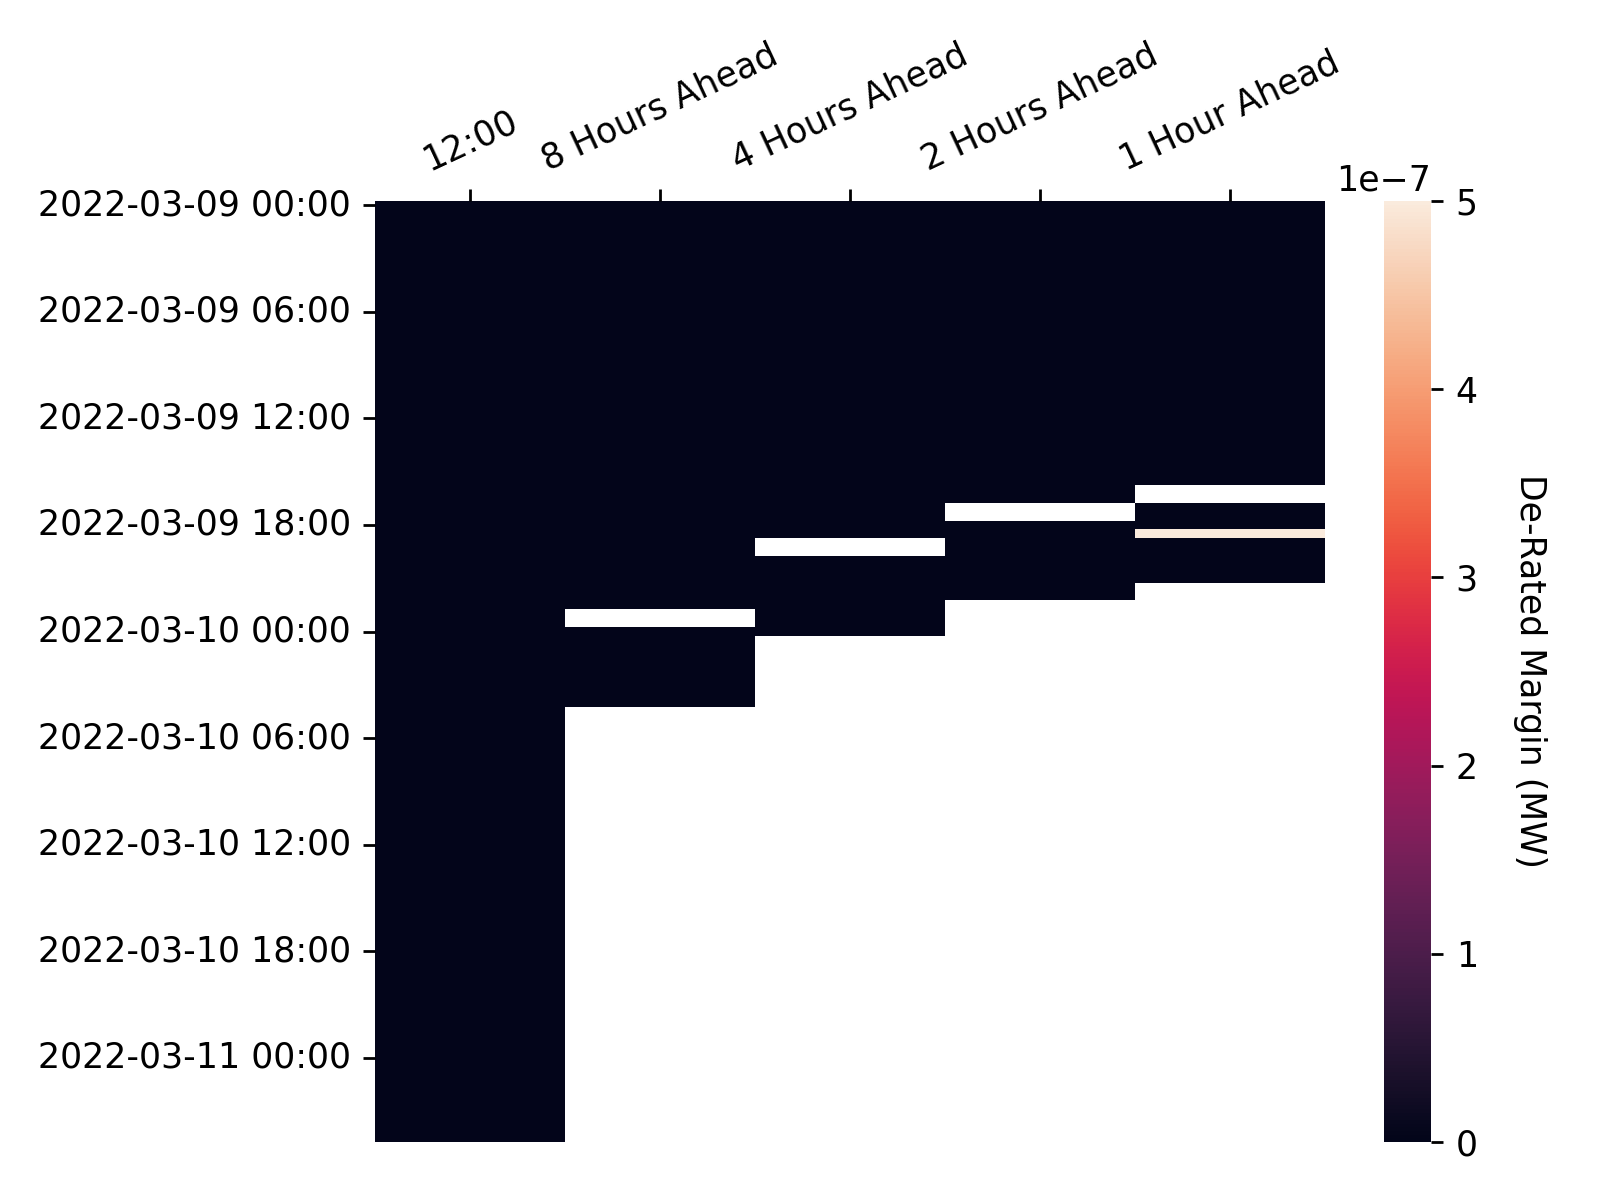 12:00
8 Hours Ahead
4 Hours Ahead
2 Hours Ahead
1 Hour Ahead
2022-03-09 00:00
2022-03-09 06:00
2022-03-09 12:00
2022-03-09 18:00
2022-03-10 00:00
2022-03-10 06:00
2022-03-10 12:00
2022-03-10 18:00
2022-03-11 00:00
1e−7
5
4
3
2
1
0
De-Rated Margin (MW)